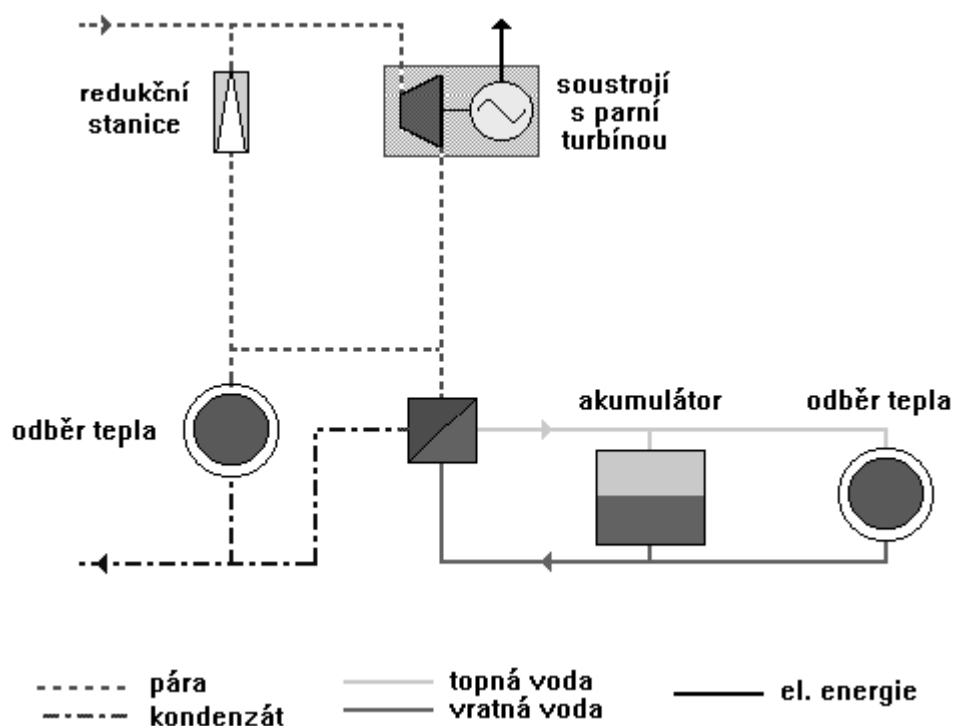 redukční
stanice
soustrojí
s parní
turbínou
odběr tepla
akumulátor
odběr tepla
pára
kondenzát
topná voda
vratná voda
el. energie